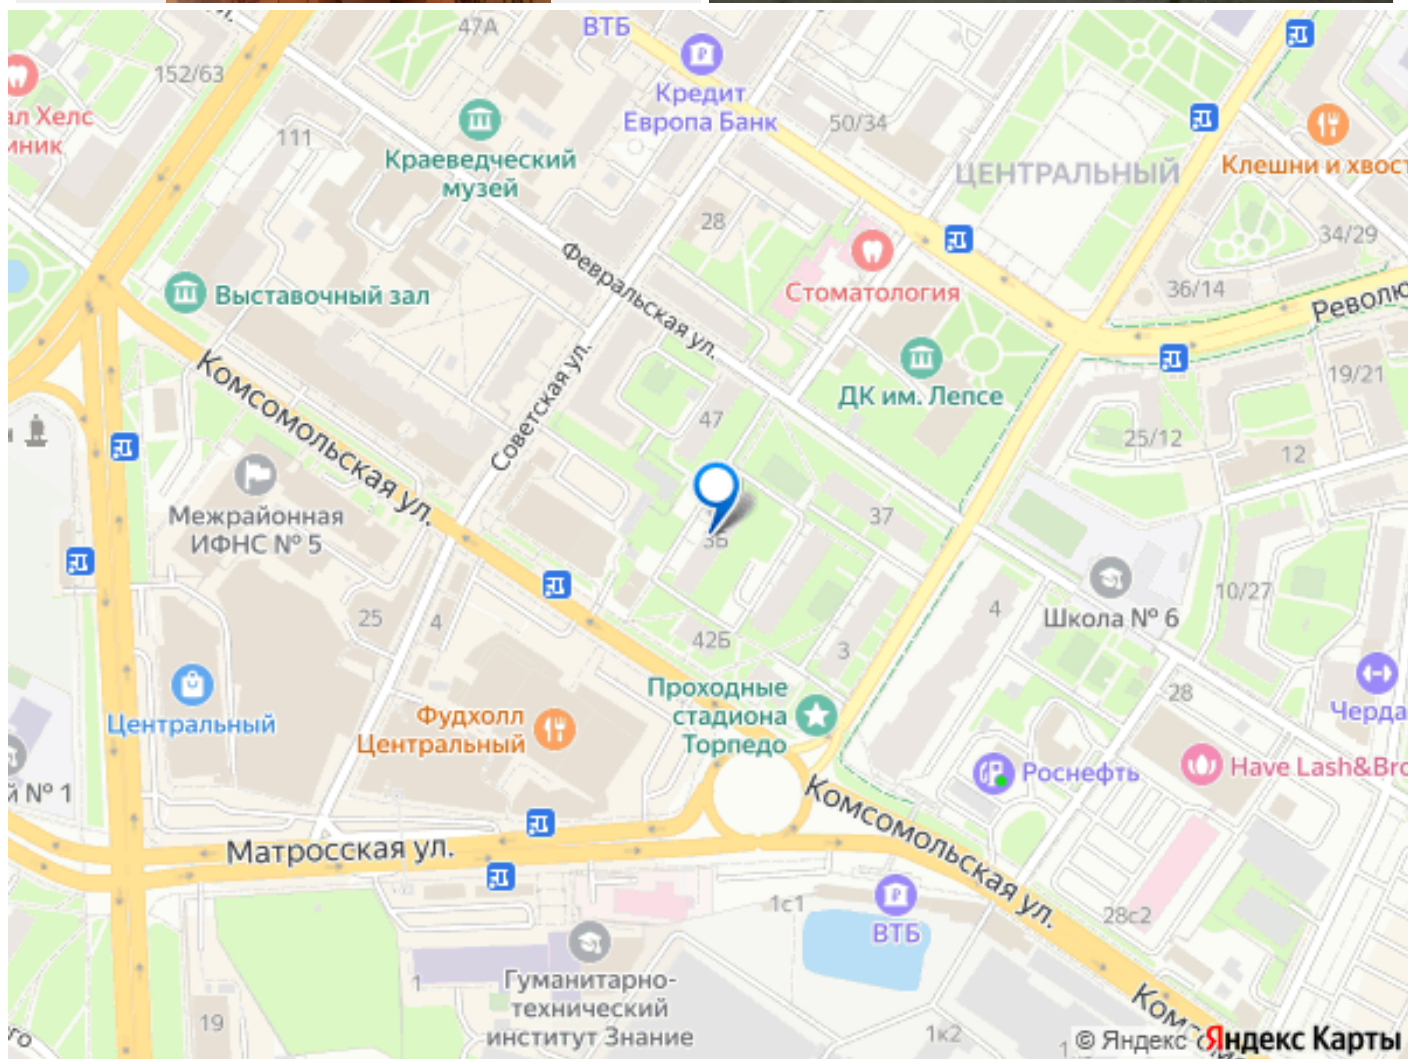 47А
ВТБ
152/63
Кредит
Европа Банк
50/34
ал Хелс
иник
111
Краеведческий
музей
ЦЕНТРАЛЬНЫЙ
Клешни и хвост
28
34/29
Февральская ул.
Стоматология
36/14
Револю
Выставочный зал
Советская ул.
Комсомольская ул.
ДК им. Лепсе
19/21
47
25/12
12
Межрайонная
ИФНС № 5
37
3Б
10/27
25
4
4
Школа № 6
42Б
3
28
Центральный
Проходные
стадиона
Торпедо
Фудхолл
Центральный
Черда
Роснефть
Have Lash&Bro
й № 1
Комсомольская ул.
Матросская ул.
1с1
28с2
ВТБ
1
Гуманитарно-
технический
институт Знание
19
1к2
Ком
го
© Яндекс
Яндекс Карты